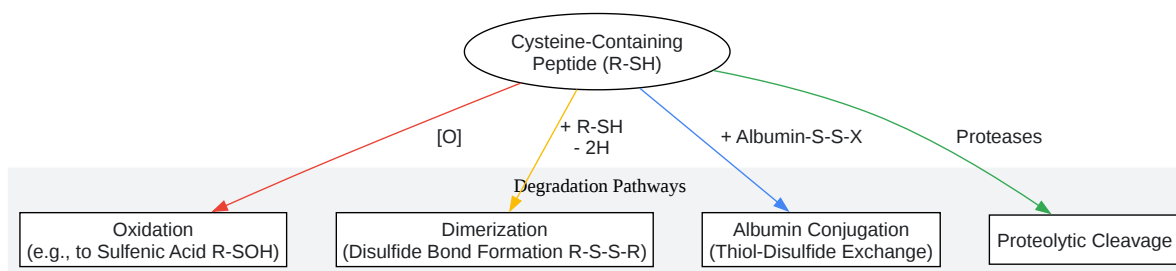 Cysteine-Containing
Peptide (R-SH)
[O]
+ R-SH
- 2H
+ Albumin-S-S-X
Proteases
Degradation Pathways
Oxidation
(e.g., to Sulfenic Acid R-SOH)
Dimerization
(Disulfide Bond Formation R-S-S-R)
Albumin Conjugation
(Thiol-Disulfide Exchange)
Proteolytic Cleavage